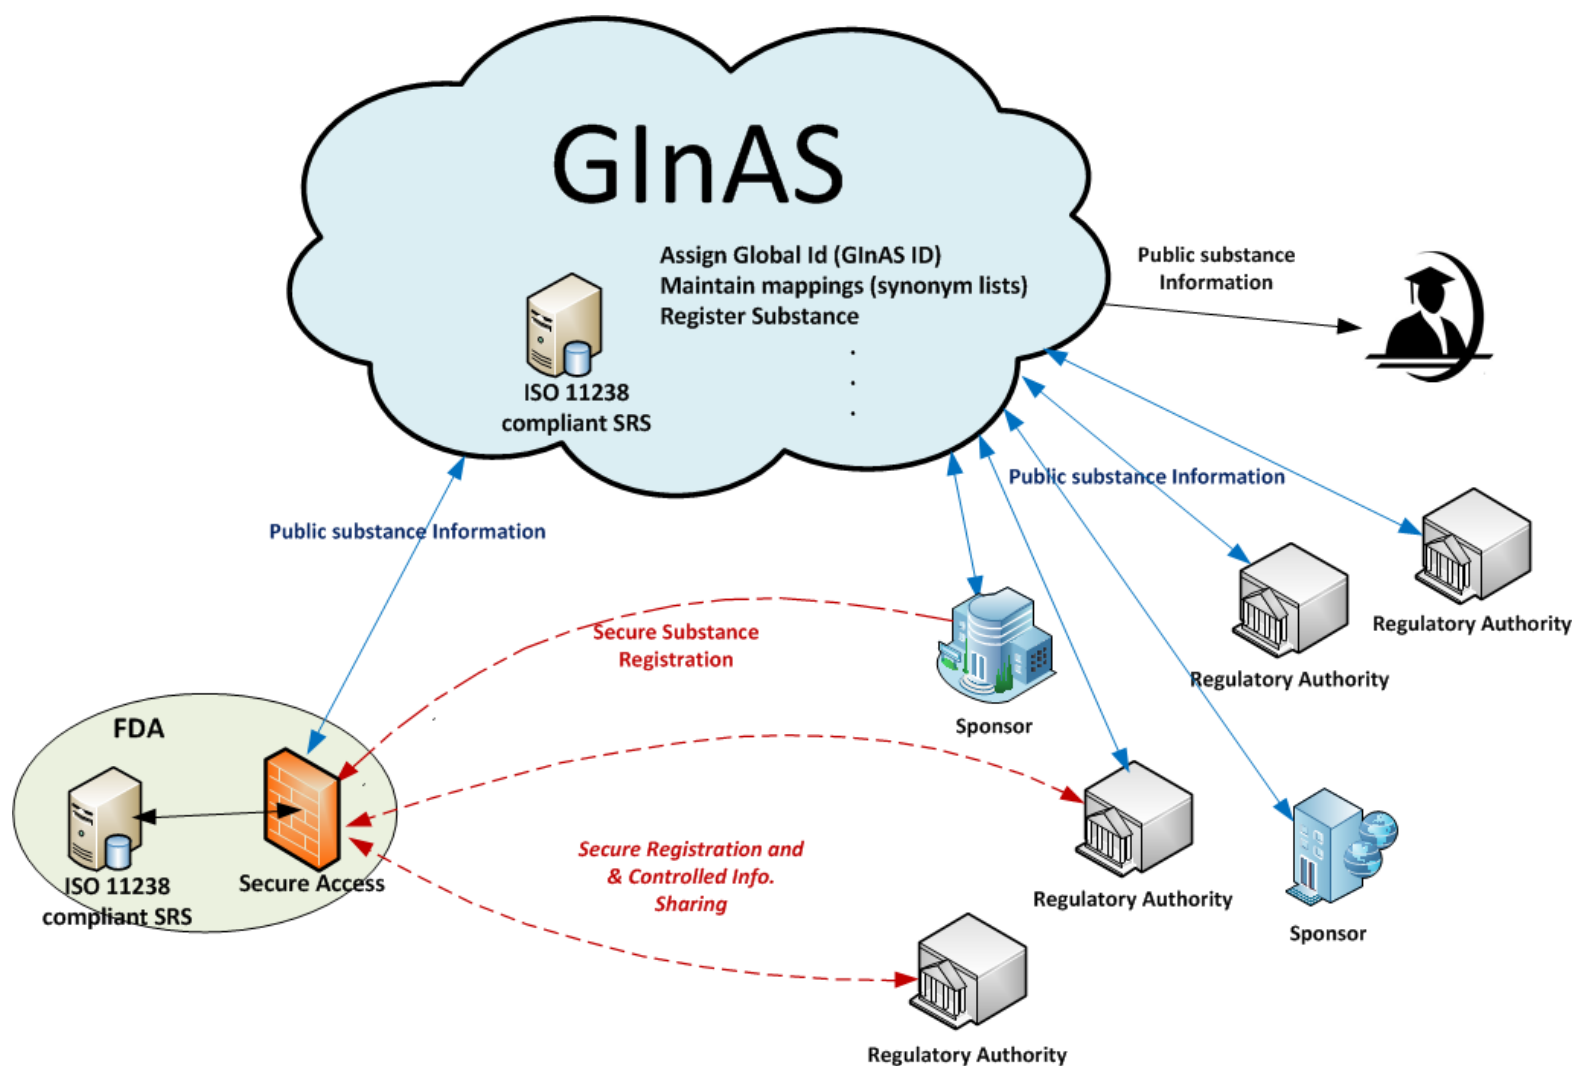 GInAS
Assign Global Id (GInAS ID)
Maintain mappings (synonym lists)
Register Substance
.
.
.
ISO 11238
compliant SRS
Public substance
Information
Public substance Information
Public substance Information
Regulatory Authority
Regulatory Authority
Secure Substance
Registration
Sponsor
FDA
ISO 11238
compliant SRS
Secure Access
Secure Registration and
& Controlled Info.
Sharing
Regulatory Authority
Sponsor
Regulatory Authority